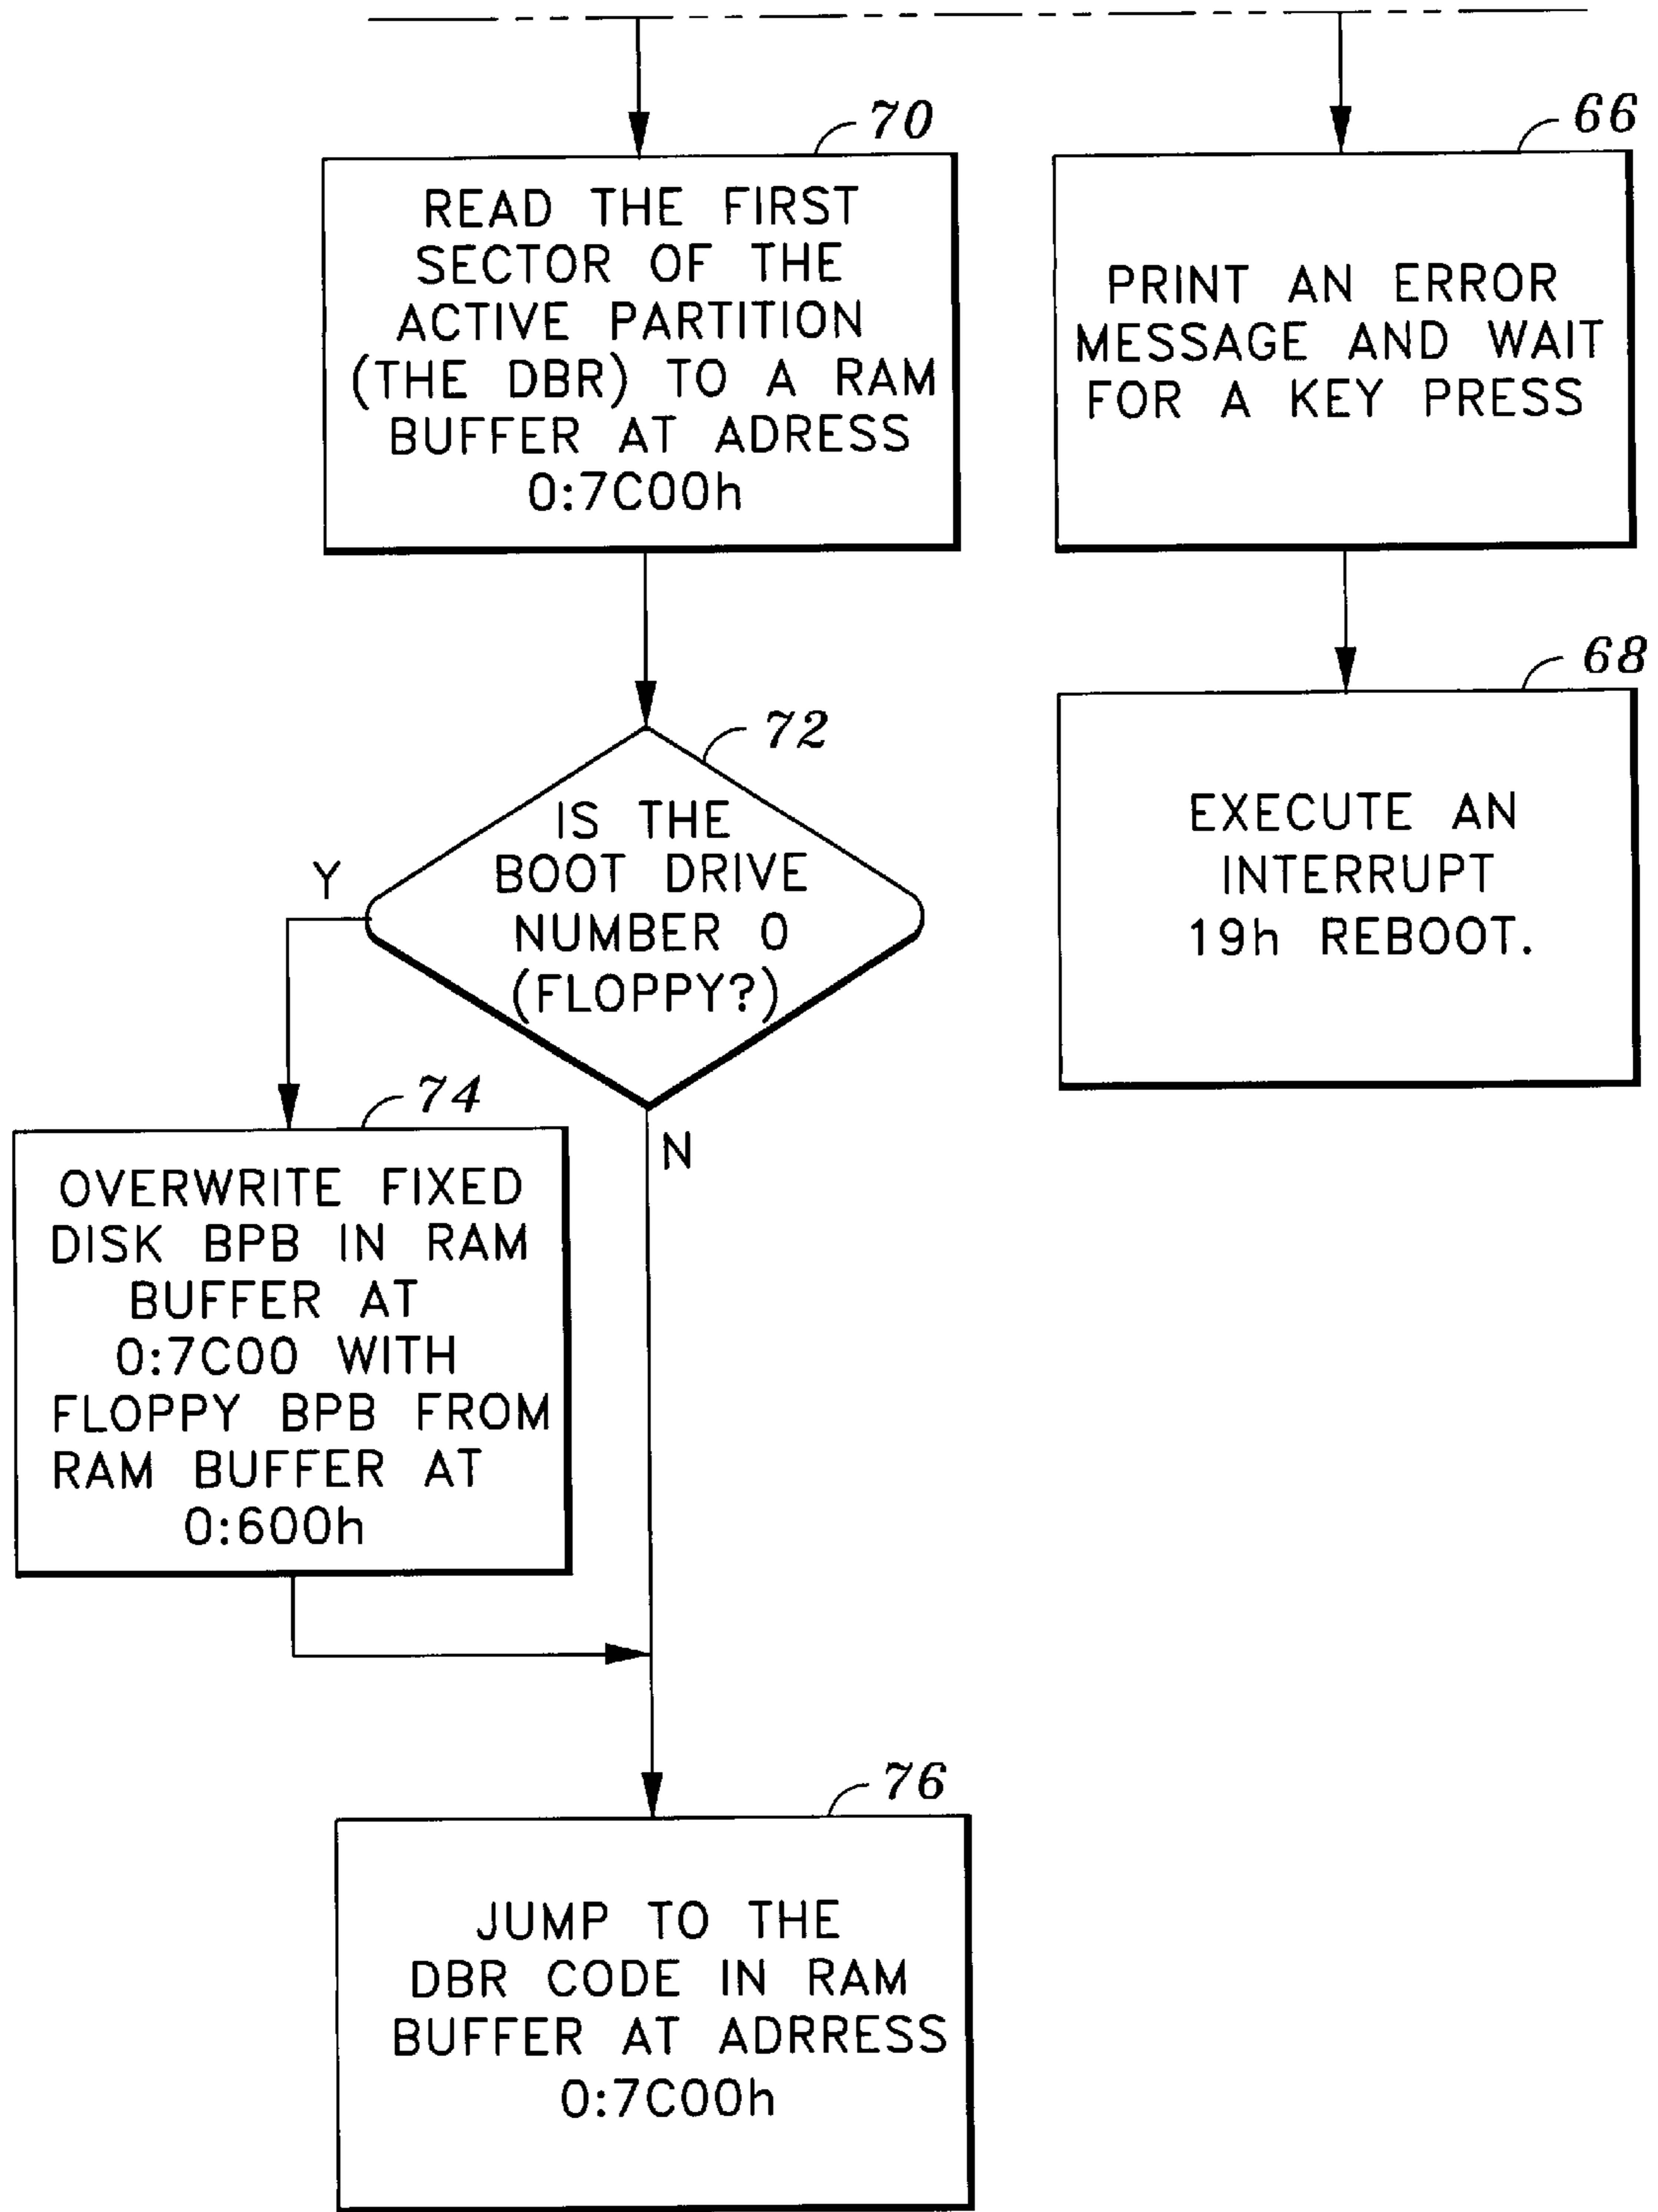 70
READ THE FIRST
SECTOR OF THE
ACTIVE PARTITION
(THE DBR) TO A RAM
BUFFER AT ADRESS
0:7C00h
66
PRINT AN ERROR
MESSAGE AND WAIT
FOR A KEY PRESS
68
EXECUTE AN
INTERRUPT
19h REBOOT.
72
IS THE
BOOT DRIVE
NUMBER 0
(FLOPPY?)
Y
N
74
OVERWRITE FIXED
DISK BPB IN RAM
BUFFER AT
0:7C00 WITH
FLOPPY BPB FROM
RAM BUFFER AT
0:600h
76
JUMP TO THE
DBR CODE IN RAM
BUFFER AT ADRRESS
0:7C00h